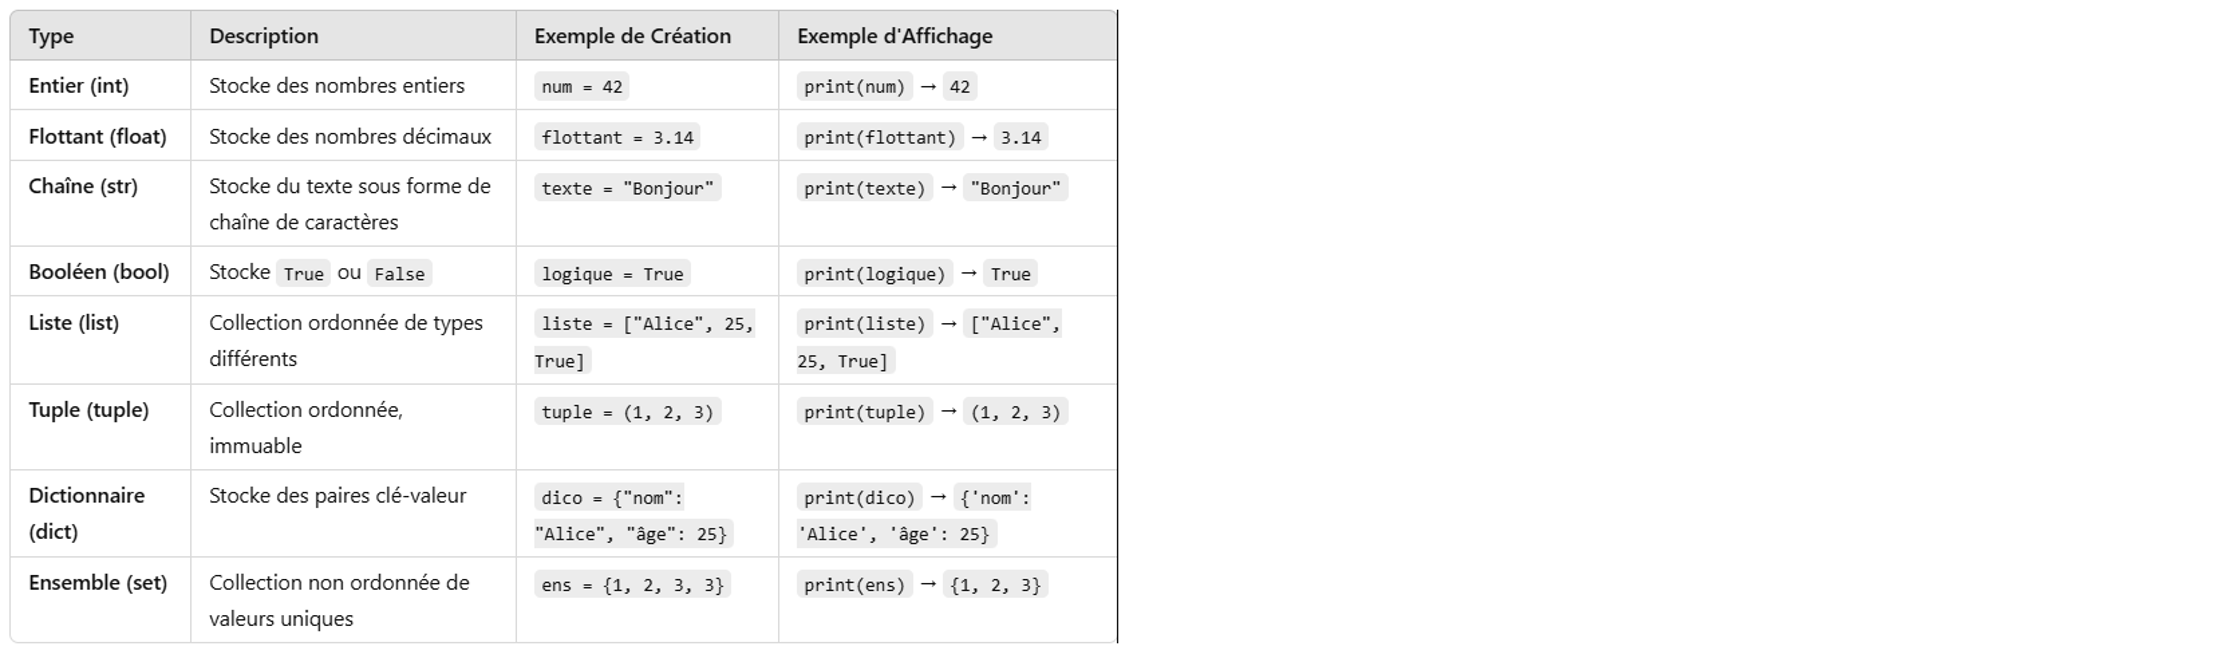 Type Description Exemple de Création Exemple d'Affichage
Entier (int) Stocke des nombres entiers num = 42 print(num) → 42
Flottant (float) Stocke des nombres décimaux flottant = 3.14 print(flottant) → 3.14
Chaîne (str) Stocke du texte sous forme de texte = "Bonjour" print(texte) → "Bonjour"
chaîne de caractères
Booléen (bool) Stocke True ou False logique = True print(logique) → True
Liste (list) Collection ordonnée de types liste = ["Alice", 25, print(liste) → ["Alice",
différents True] 25, True]
Tuple (tuple) Collection ordonnée, tuple = (1, 2, 3) print(tuple) → (1, 2, 3)
immuable
Dictionnaire Stocke des paires clé-valeur dico = {"nom": print(dico) → {'nom':
(dict) "Alice", "âge": 25} 'Alice', 'âge': 25}
Ensemble (set) Collection non ordonnée de ens = {1, 2, 3, 3} print(ens) → {1, 2, 3}
valeurs uniques